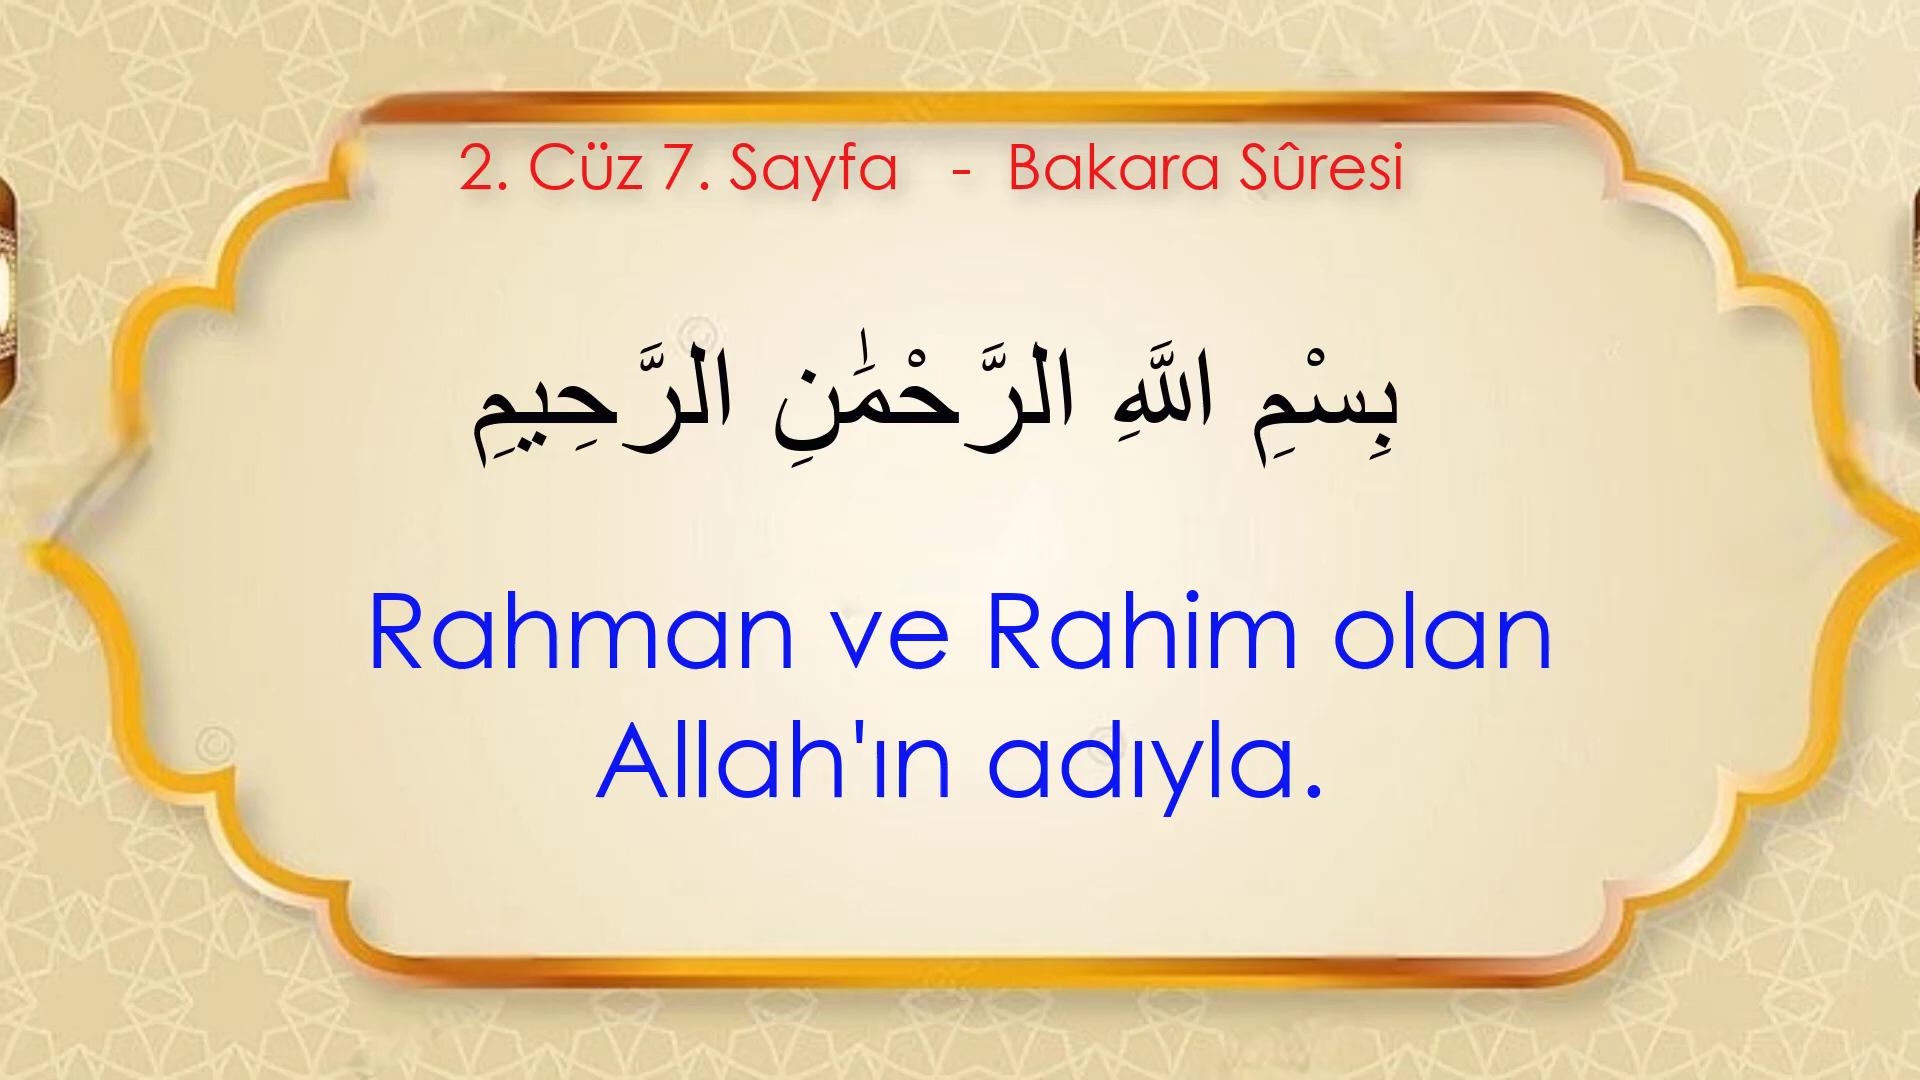 2. Cüz 7. Sayfa - Bakara Sûresi
بِسْمِ اللَّهِ الرَّحْمَٰنِ الرَّحِيمِ
Rahman ve Rahim olan
Allah'ın adıyla.